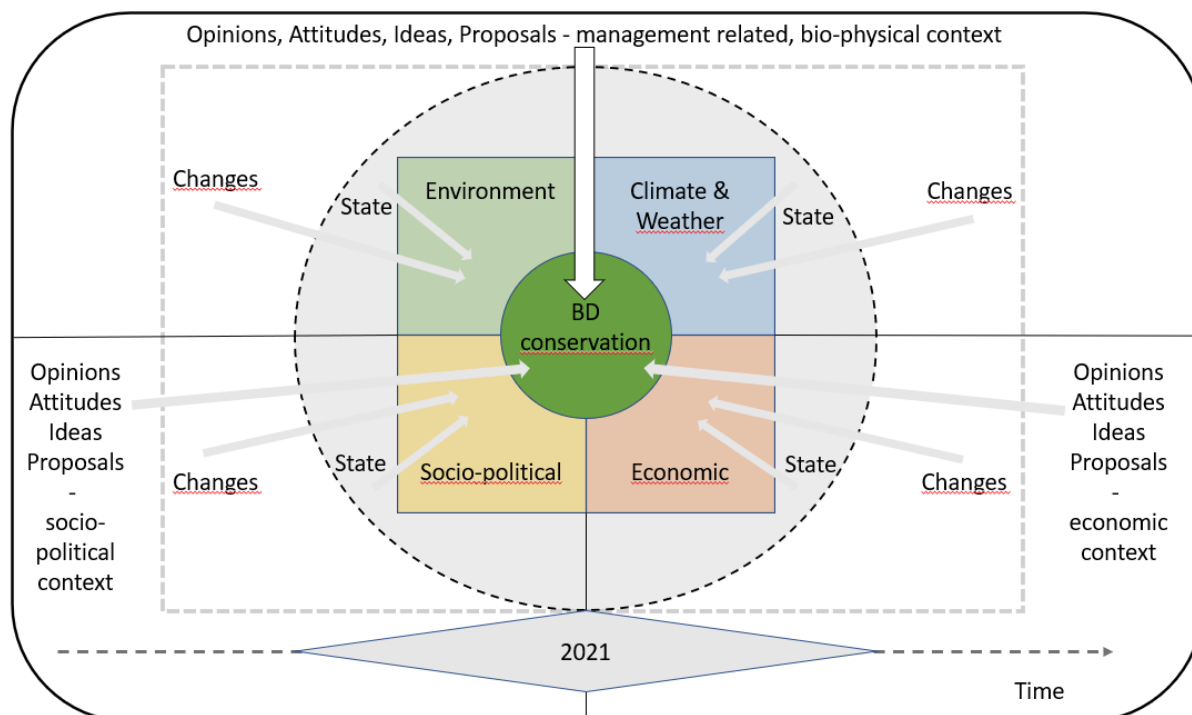 Opinions, Attitudes, Ideas, Proposals - management related, bio-physical context
Changes
State
Environment
Climate &
Weather
State
Changes
BD
conservation
Opinions
Attitudes
Ideas
Proposals
-
socio-
political
context
Changes
State
Socio-political
Economic
State
Changes
Opinions
Attitudes
Ideas
Proposals
-
economic
context
2021
Time